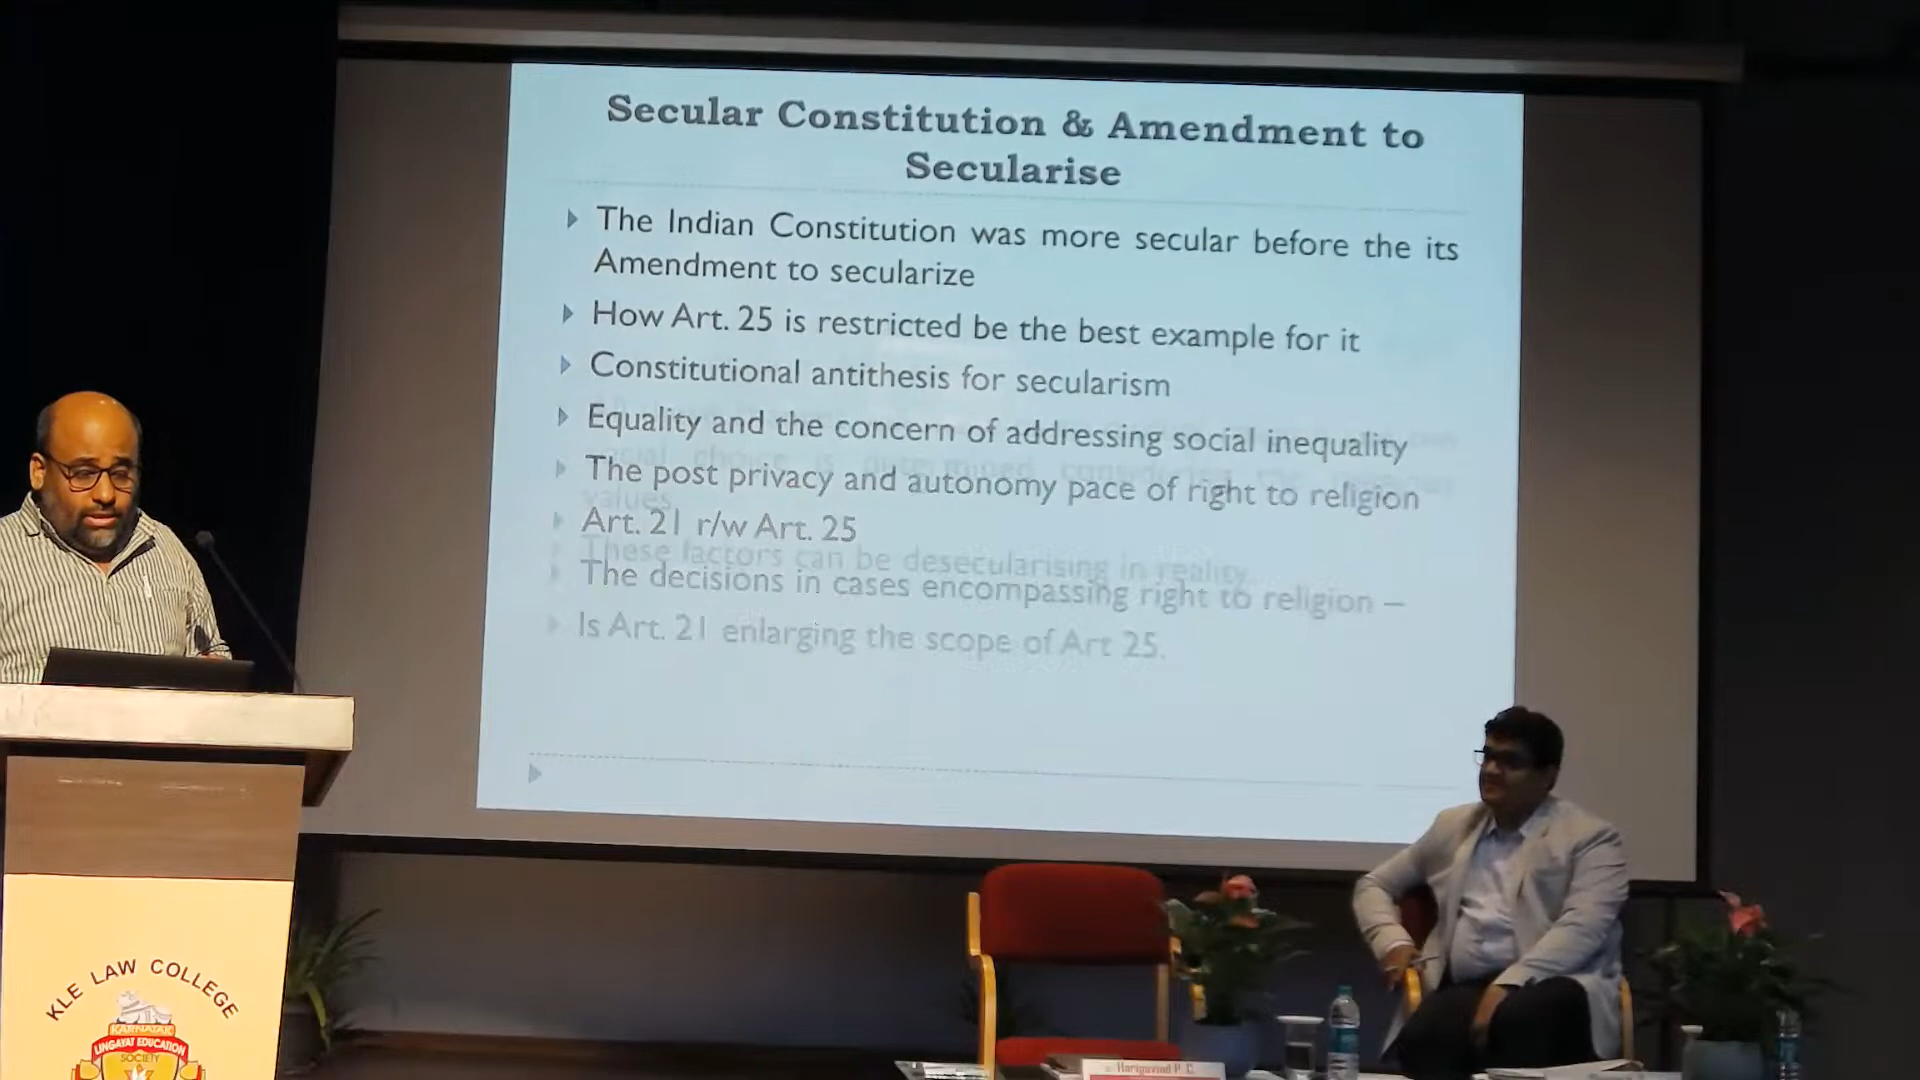 Secular Constitution & Amendment to
Secularise
The Indian Constitution was more secular before the its
Amendment to secularize
How Art. 25 is restricted be the best example for it
Constitutional antithesis for secularism
Equality and the concern of addressing social inequality
The post privacy and autonomy pace of right to religion
values
Art. 21 r/w Art. 25
These factors can be desecularising in reality
The decisions in cases encompassing right to religion –
Is Art. 21 enlarging the scope of Art 25.
KLE LAW COLLEGE
KARNATAK
LINGAYAT EDUCATION
SOCIETY
Harigovind P. C.